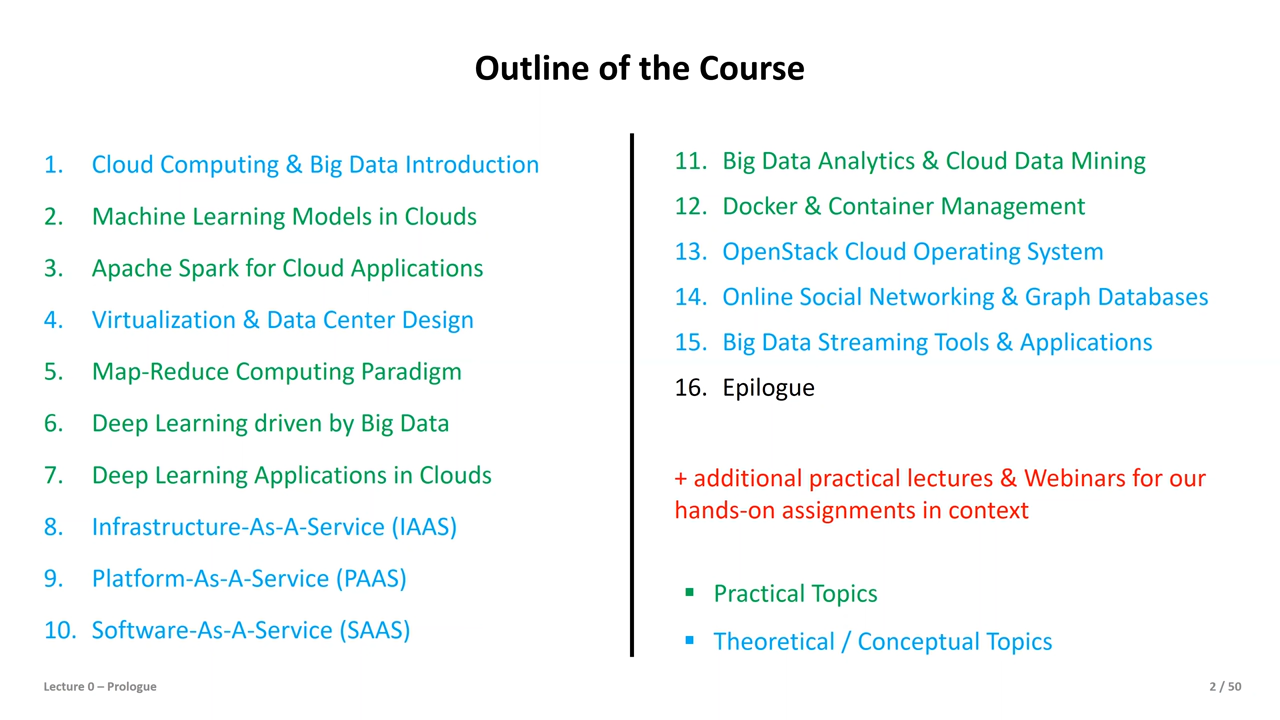 Outline of the Course
1. Cloud Computing & Big Data Introduction
2. Machine Learning Models in Clouds
3. Apache Spark for Cloud Applications
4. Virtualization & Data Center Design
5. Map-Reduce Computing Paradigm
6. Deep Learning driven by Big Data
7. Deep Learning Applications in Clouds
8. Infrastructure-As-A-Service (IAAS)
9. Platform-As-A-Service (PAAS)
10. Software-As-A-Service (SAAS)
11. Big Data Analytics & Cloud Data Mining
12. Docker & Container Management
13. OpenStack Cloud Operating System
14. Online Social Networking & Graph Databases
15. Big Data Streaming Tools & Applications
16. Epilogue
+ additional practical lectures & Webinars for our
hands-on assignments in context
▪ Practical Topics
▪ Theoretical / Conceptual Topics
Lecture 0 – Prologue
2 / 50